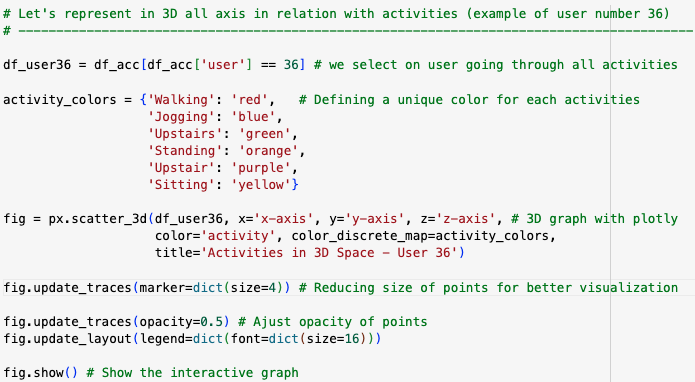 # Let's represent in 3D all axis in relation with activities (example of user number 36)
# ------------------------------------------------------------------------------------------
df_user36 = df_acc[df_acc['user'] == 36] # we select on user going through all activities
activity_colors = {'Walking': 'red',   # Defining a unique color for each activities
                   'Jogging': 'blue',
                   'Upstairs': 'green',
                   'Standing': 'orange',
                   'Upstair': 'purple',
                   'Sitting': 'yellow'}
fig = px.scatter_3d(df_user36, x='x-axis', y='y-axis', z='z-axis', # 3D graph with plotly
                    color='activity', color_discrete_map=activity_colors,
                    title='Activities in 3D Space - User 36')
fig.update_traces(marker=dict(size=4)) # Reducing size of points for better visualization
fig.update_traces(opacity=0.5) # Ajust opacity of points
fig.update_layout(legend=dict(font=dict(size=16)))
fig.show() # Show the interactive graph